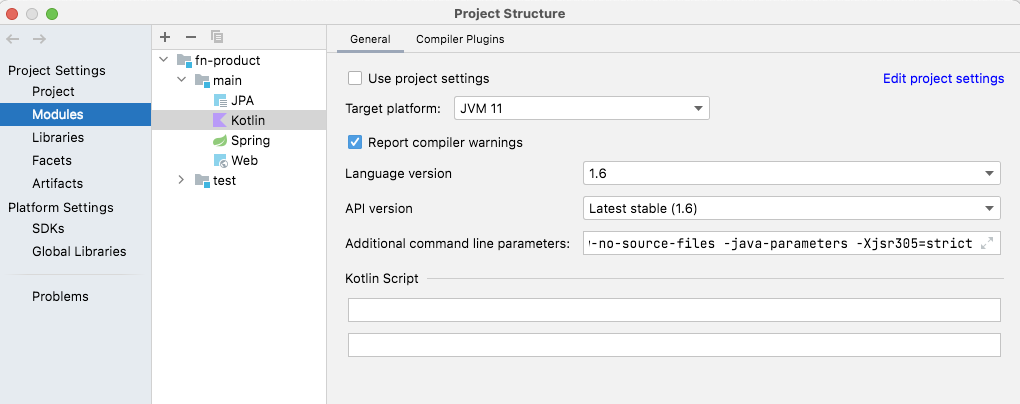 Project Structure
Project Settings
Project
Modules
Libraries
Facets
Artifacts
Platform Settings
SDKs
Global Libraries
Problems
fn-product
main
JPA
Kotlin
Spring
Web
test
General Compiler Plugins
Use project settings Edit project settings
Target platform: JVM 11
Report compiler warnings
Language version 1.6
API version Latest stable (1.6)
Additional command line parameters: -no-source-files -java-parameters -Xjsr305=strict
Kotlin Script